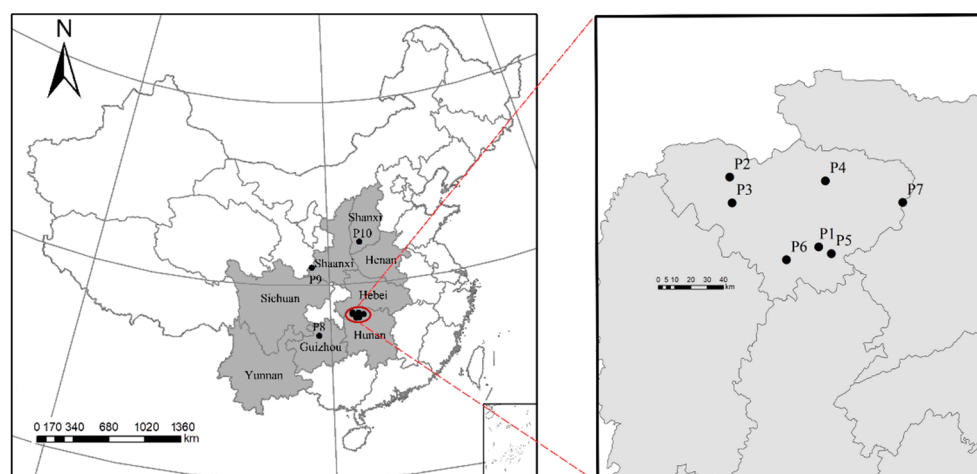 N
Shanxi
P10
Henan
Shaanxi
P9
Hebei
Sichuan
P8
Hunan
Guizhou
Yunnan
0 170 340 680 1020 1360
km
P2
P4
P3
P7
P1
P6
P5
0 5 10 20 30 40
km